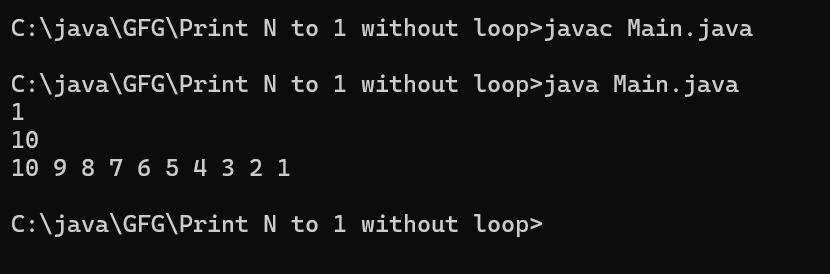 C:\java\GFG\Print N to 1 without loop>javac Main.java
C:\java\GFG\Print N to 1 without loop>java Main.java
1
10
10 9 8 7 6 5 4 3 2 1
C:\java\GFG\Print N to 1 without loop>